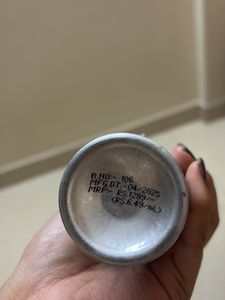 B.NO:- 106
MFG.DT:-04/2025
MRP:- RS.1299/-
(RS.6.49/mL)